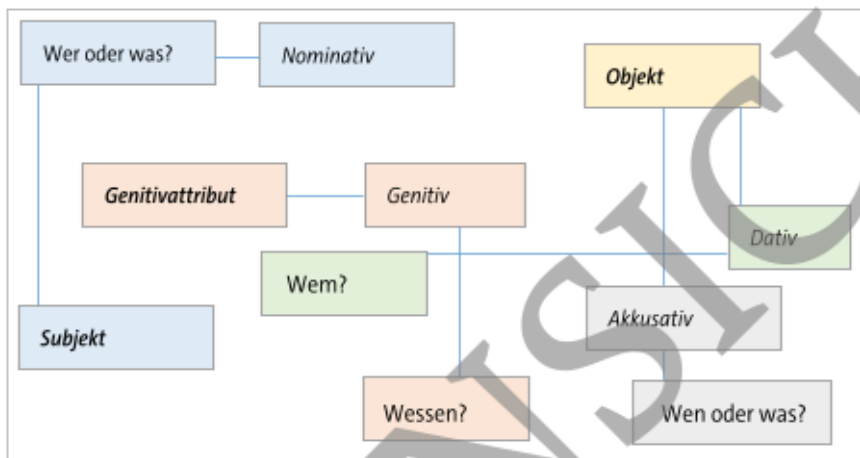 Wer oder was?
Nominativ
Objekt
Genitivattribut
Genitiv
Dativ
Wem?
Akkusativ
Subjekt
Wessen?
Wen oder was?